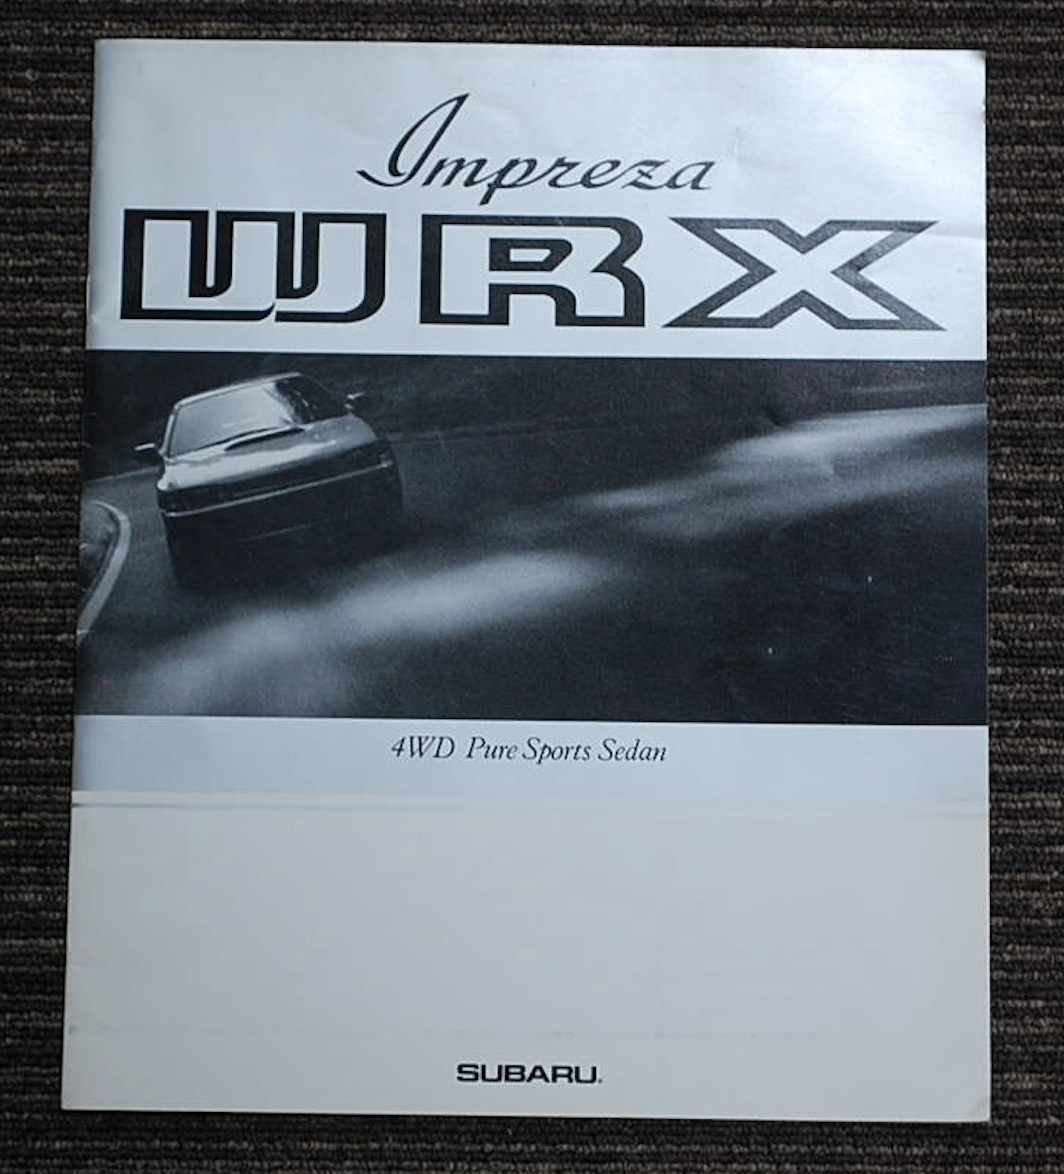 Impreza
WRX
4WD Pure Sports Sedan
SUBARU.